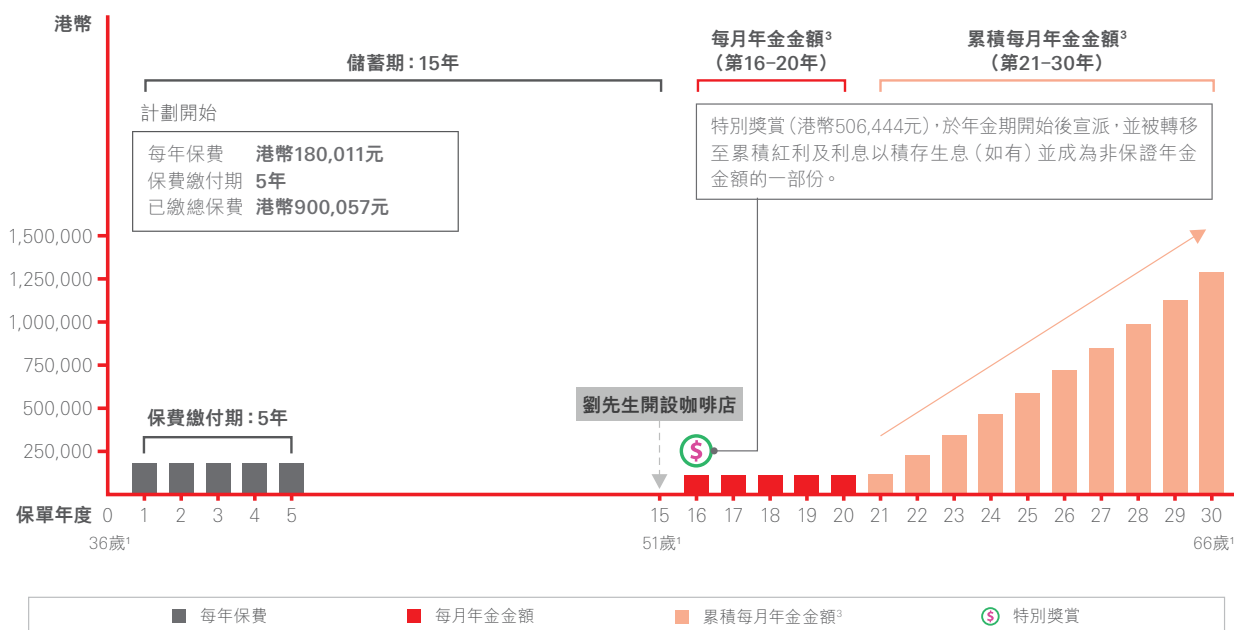 港幣
儲蓄期：15年
每月年金金額³
（第16–20年）
累積每月年金金額³
（第21–30年）
計劃開始
每年保費 港幣180,011元
保費繳付期 5年
已繳總保費 港幣900,057元
特別獎賞（港幣506,444元），於年金期開始後宣派，並被轉移
至累積紅利及利息以積存生息（如有）並成為非保證年金
金額的一部份。
1,500,000
1,250,000
1,000,000
750,000
500,000
250,000
保費繳付期：5年
劉先生開設咖啡店
$
保單年度 0 1 2 3 4 5 15 16 17 18 19 20 21 22 23 24 25 26 27 28 29 30
36歲¹ 51歲¹ 66歲¹
每年保費 每月年金金額 累積每月年金金額³ $ 特別獎賞